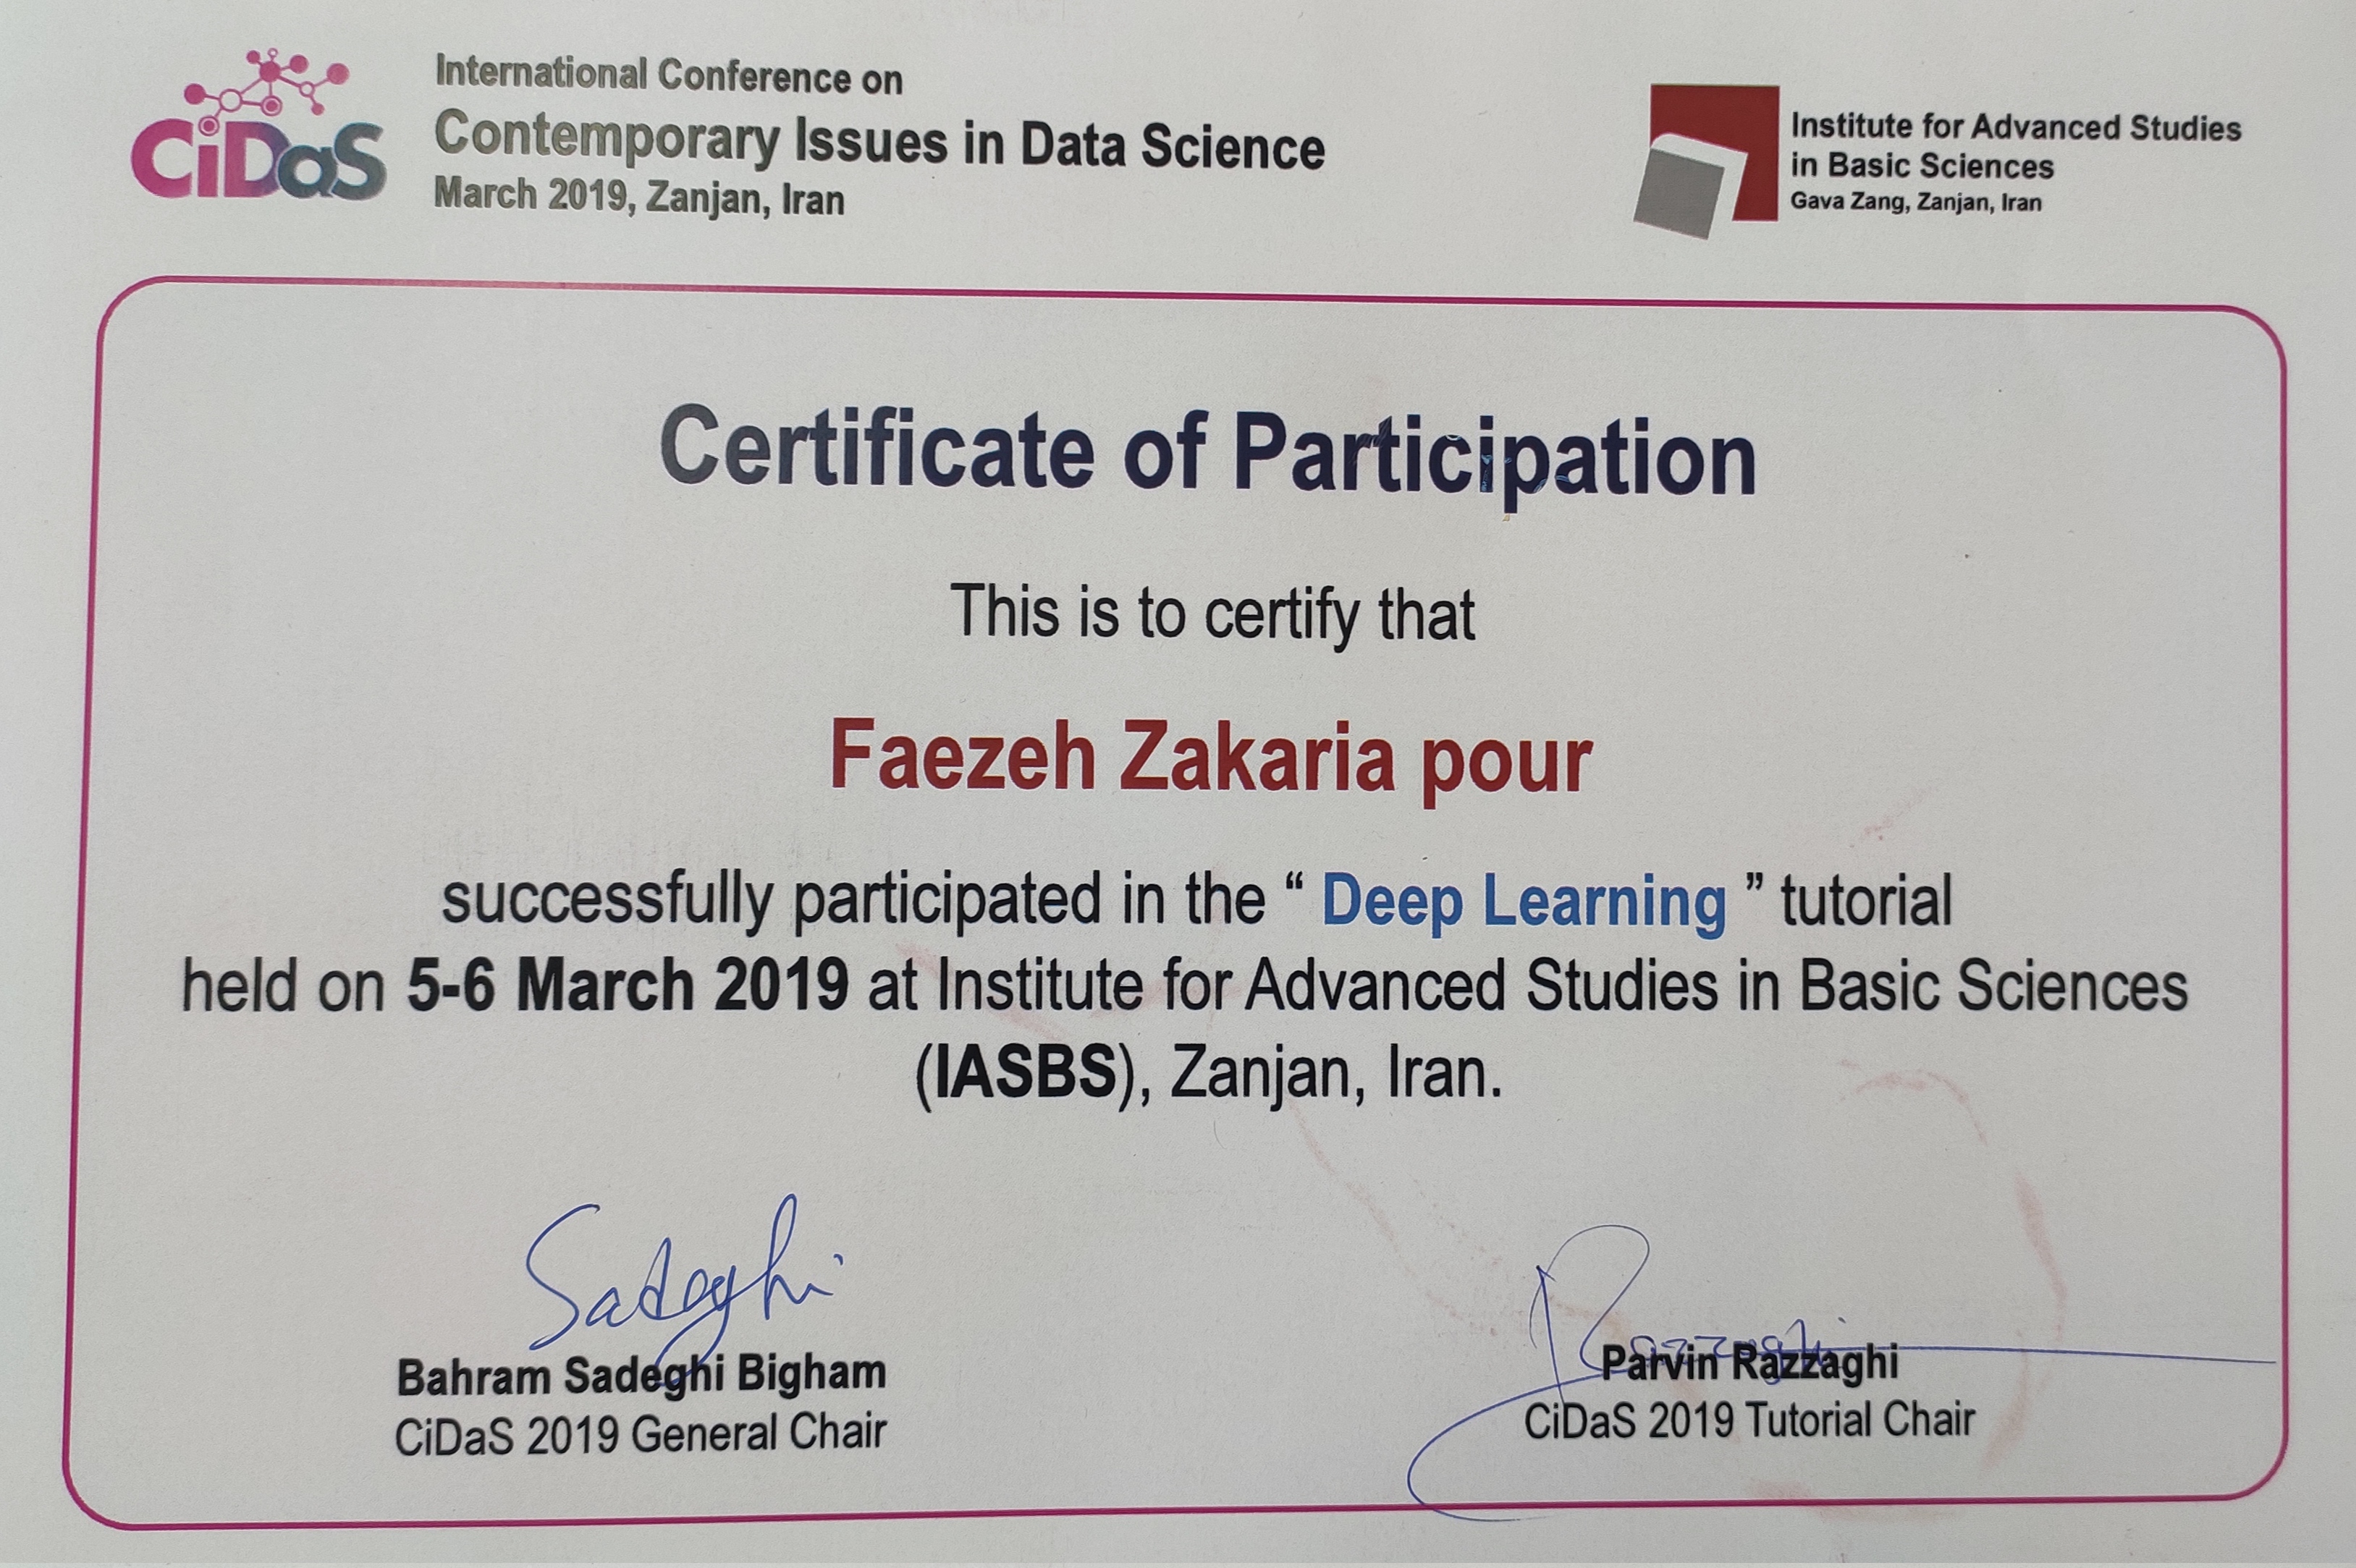 CiDaS
International Conference on
Contemporary Issues in Data Science
March 2019, Zanjan, Iran
Institute for Advanced Studies
in Basic Sciences
Gava Zang, Zanjan, Iran
Certificate of Participation
This is to certify that
Faezeh Zakaria pour
successfully participated in the “ Deep Learning ” tutorial
held on 5-6 March 2019 at Institute for Advanced Studies in Basic Sciences
(IASBS), Zanjan, Iran.
Sadeghi
Bahram Sadeghi Bigham
CiDaS 2019 General Chair
Razzaghi
Parvin Razzaghi
CiDaS 2019 Tutorial Chair